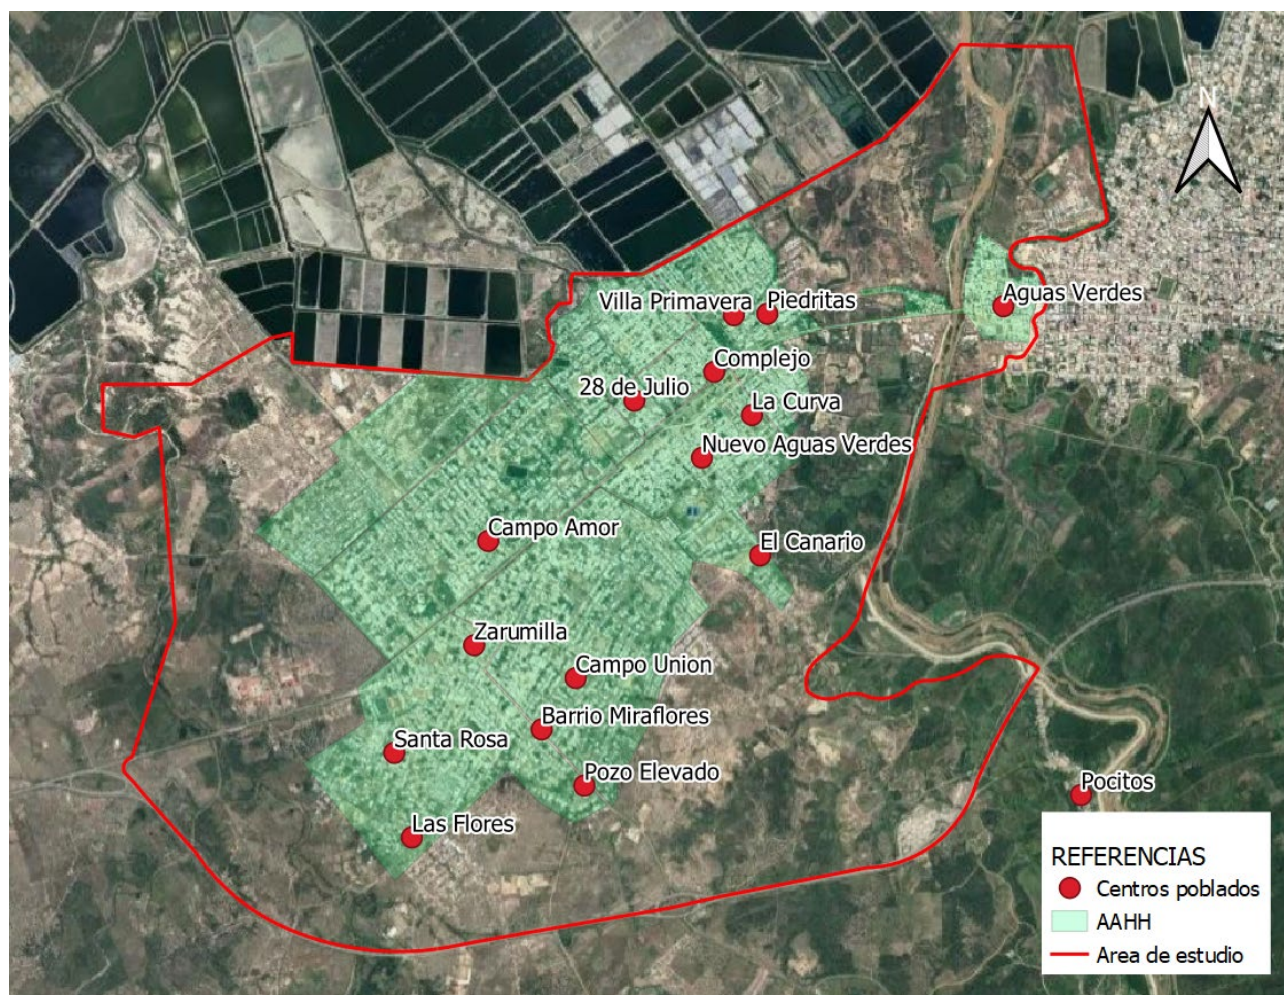 N
Villa Primavera
Piedritas
Aguas Verdes
Complejo
28 de Julio
La Curva
Nuevo Aguas Verdes
Campo Amor
El Canario
Zarumilla
Campo Union
Barrio Miraflores
Santa Rosa
Pozo Elevado
Pocitos
Las Flores
REFERENCIAS
Centros poblados
AAHH
Area de estudio